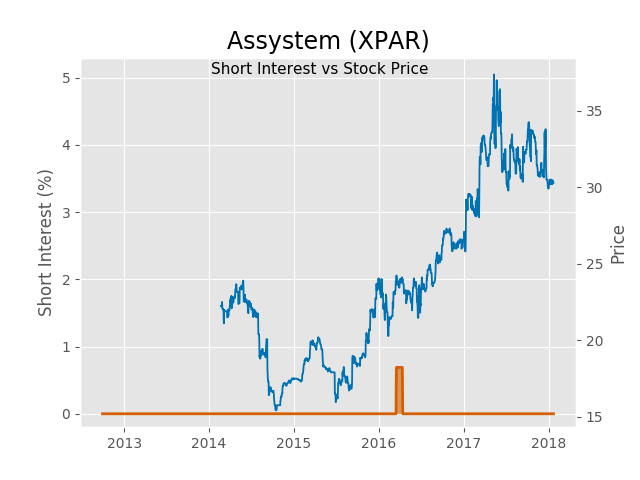 Assystem (XPAR)
Short Interest vs Stock Price
Short Interest (%)
5
4
3
2
1
0
35
30
25
20
15
Price
2013 2014 2015 2016 2017 2018